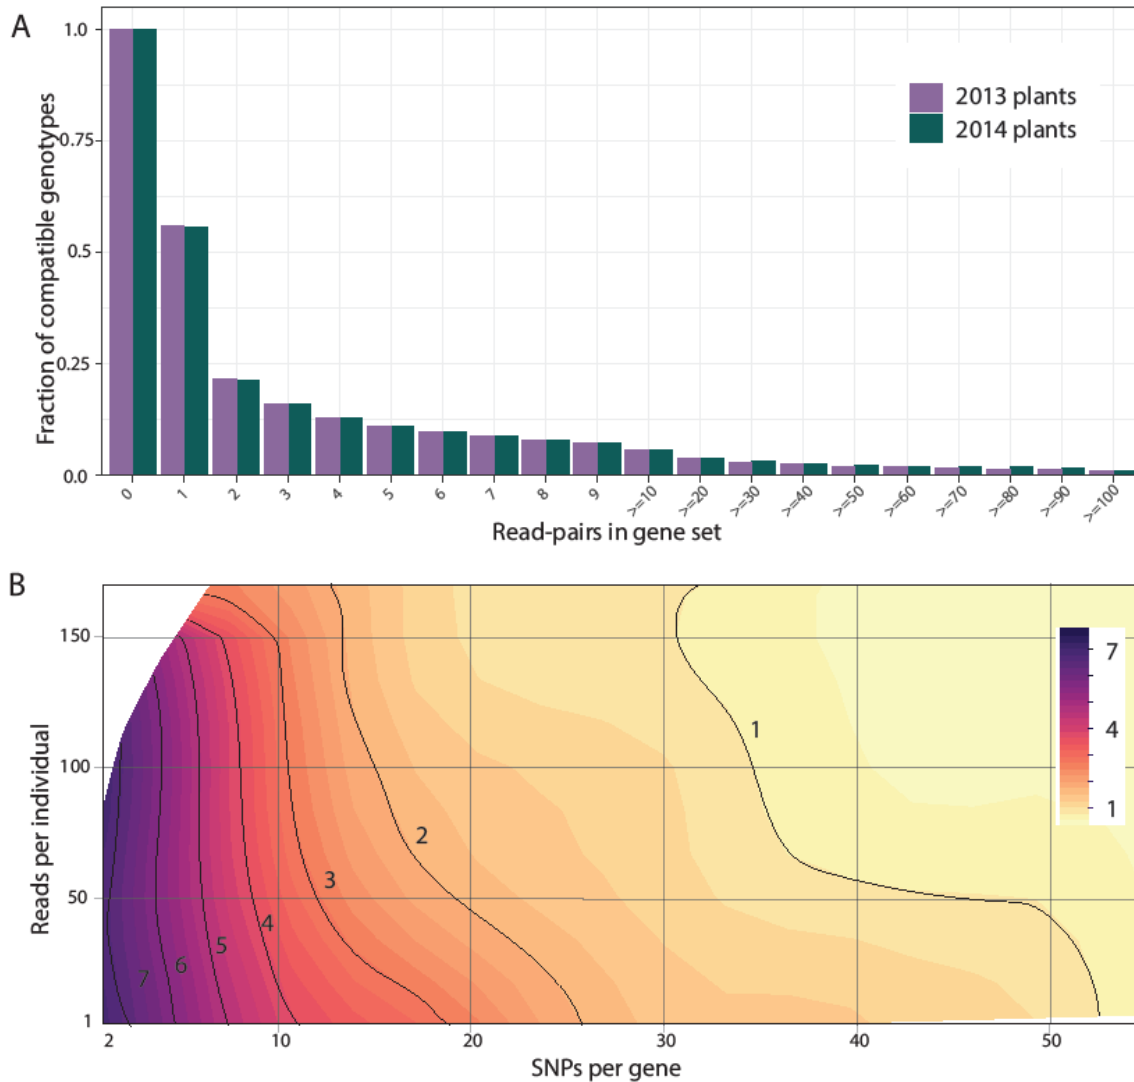 A
Fraction of compatible genotypes
1.0
0.75
0.5
0.25
0.0
2013 plants
2014 plants
0 1 2 3 4 5 6 7 8 9 >=10 >=20 >=30 >=40 >=50 >=60 >=70 >=80 >=90 >=100
Read-pairs in gene set
B
Reads per individual
150
100
50
1
1
2
3
4
5
6
7
7
4
1
2 10 20 30 40 50
SNPs per gene